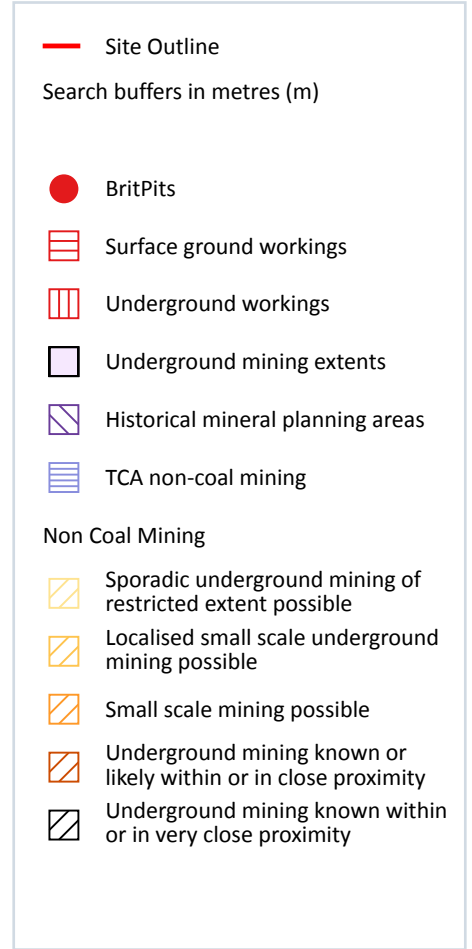 Site Outline
Search buffers in metres (m)
BritPits
Surface ground workings
Underground workings
Underground mining extents
Historical mineral planning areas
TCA non-coal mining
Non Coal Mining
Sporadic underground mining of
restricted extent possible
Localised small scale underground
mining possible
Small scale mining possible
Underground mining known or
likely within or in close proximity
Underground mining known within
or in very close proximity